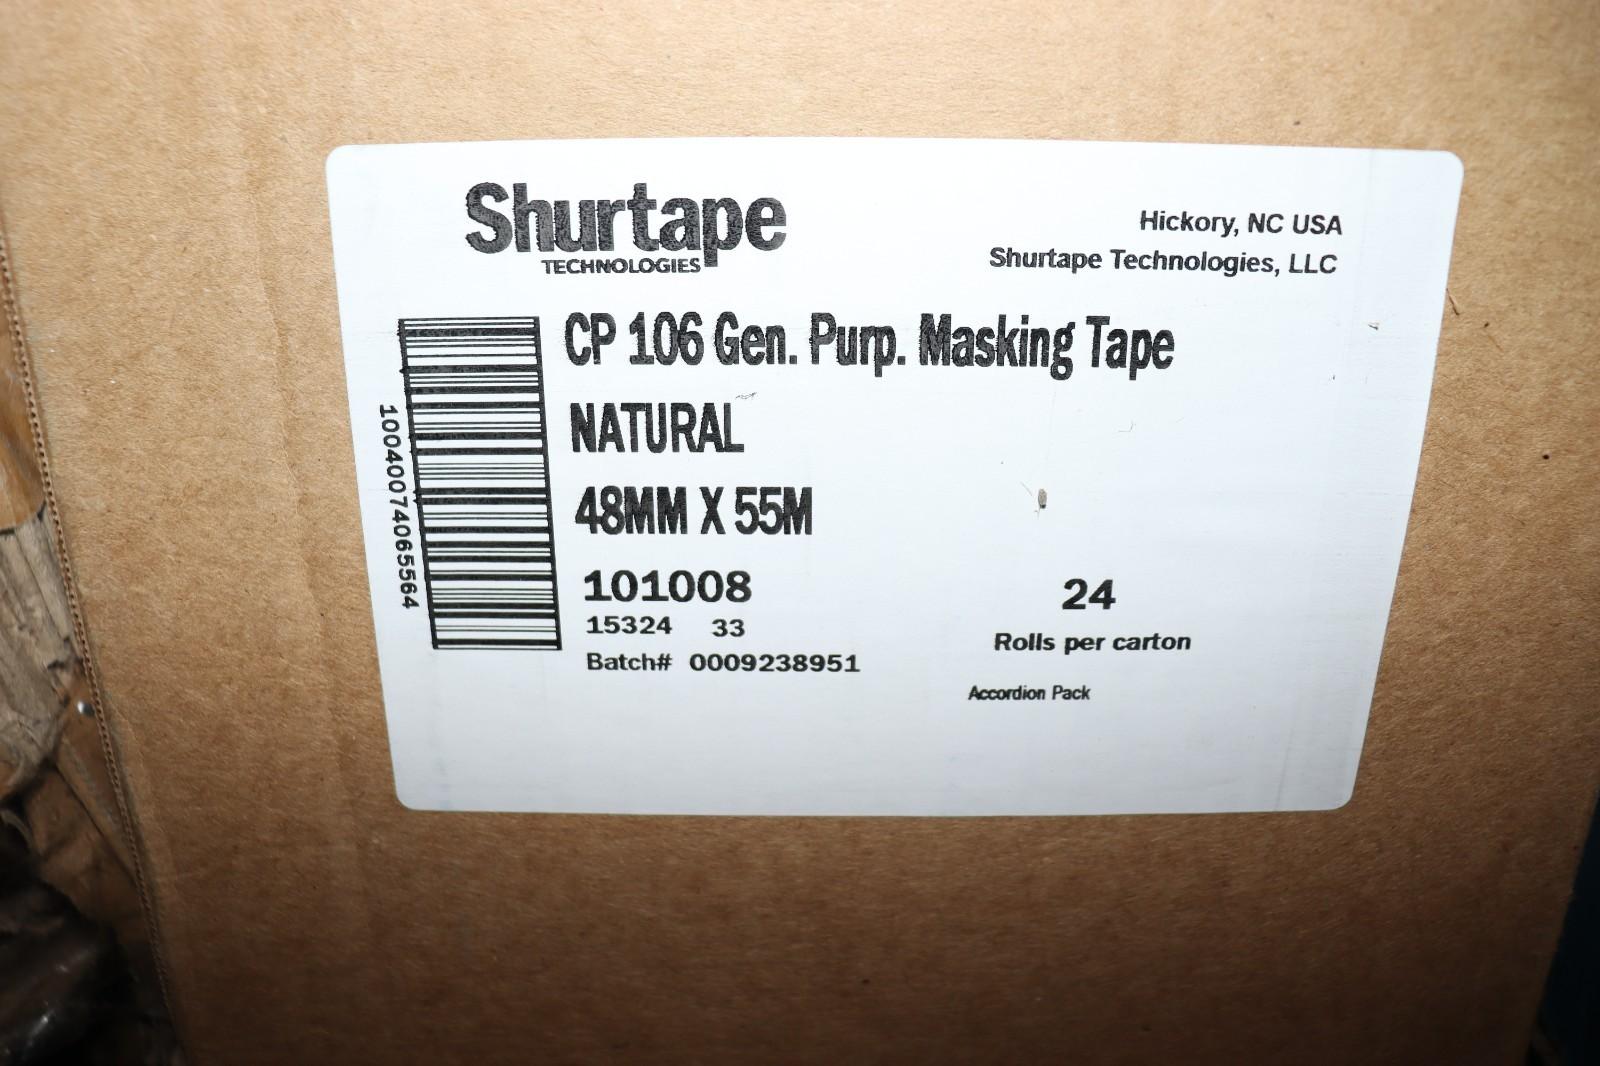 Shurtape
TECHNOLOGIES
Hickory, NC USA
Shurtape Technologies, LLC
CP 106 Gen. Purp. Masking Tape
NATURAL
48MM X 55M
101008
15324 33
Batch# 0009238951
24
Rolls per carton
Accordion Pack
10040074065564